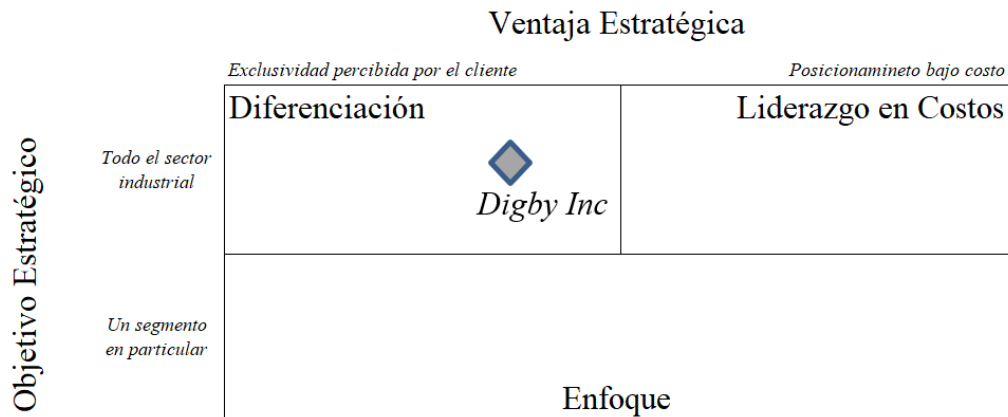 Ventaja Estratégica
Exclusividad percibida por el cliente
Posicionamineto bajo costo
Diferenciación
Liderazgo en Costos
Objetivo Estratégico
Todo el sector
industrial
Digby Inc
Un segmento
en particular
Enfoque